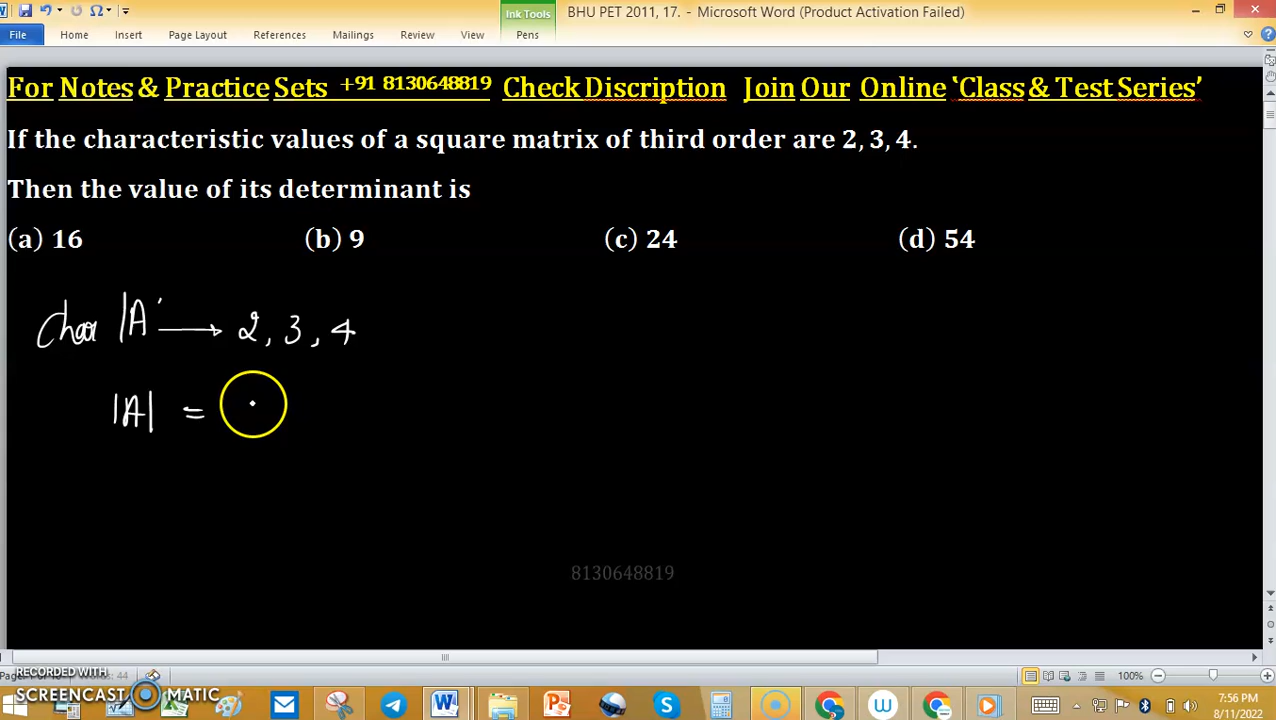 Ink Tools
BHU PET 2011, 17. - Microsoft Word (Product Activation Failed)
File Home Insert Page Layout References Mailings Review View Pens
For Notes & Practice Sets +91 8130648819 Check Discription Join Our Online 'Class & Test Series'
If the characteristic values of a square matrix of third order are 2, 3, 4.
Then the value of its determinant is
(a) 16 (b) 9 (c) 24 (d) 54
Char |A' → 2, 3, 4
|A| =
8130648819
44 100%
RECORDED WITH
SCREENCAST MATIC
7:56 PM
8/11/2022